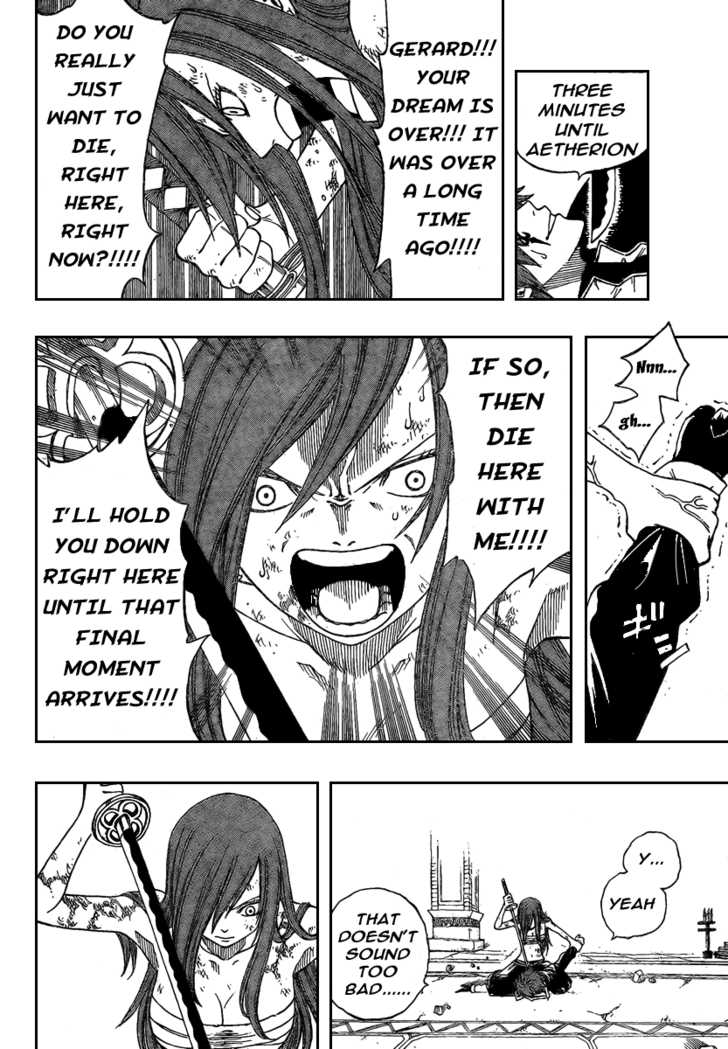 THREE
MINUTES
UNTIL
AETHERION
GERARD!!!
YOUR
DREAM IS
OVER!!! IT
WAS OVER
A LONG
TIME
AGO!!!!
DO YOU
REALLY
JUST
WANT TO
DIE,
RIGHT
HERE,
RIGHT
NOW?!!!!
Nnn...
gh...
ギギ
IF SO,
THEN
DIE
HERE
WITH
ME!!!!
I'LL HOLD
YOU DOWN
RIGHT HERE
UNTIL THAT
FINAL
MOMENT
ARRIVES!!!!
Y...
YEAH
THAT
DOESN'T
SOUND
TOO
BAD......